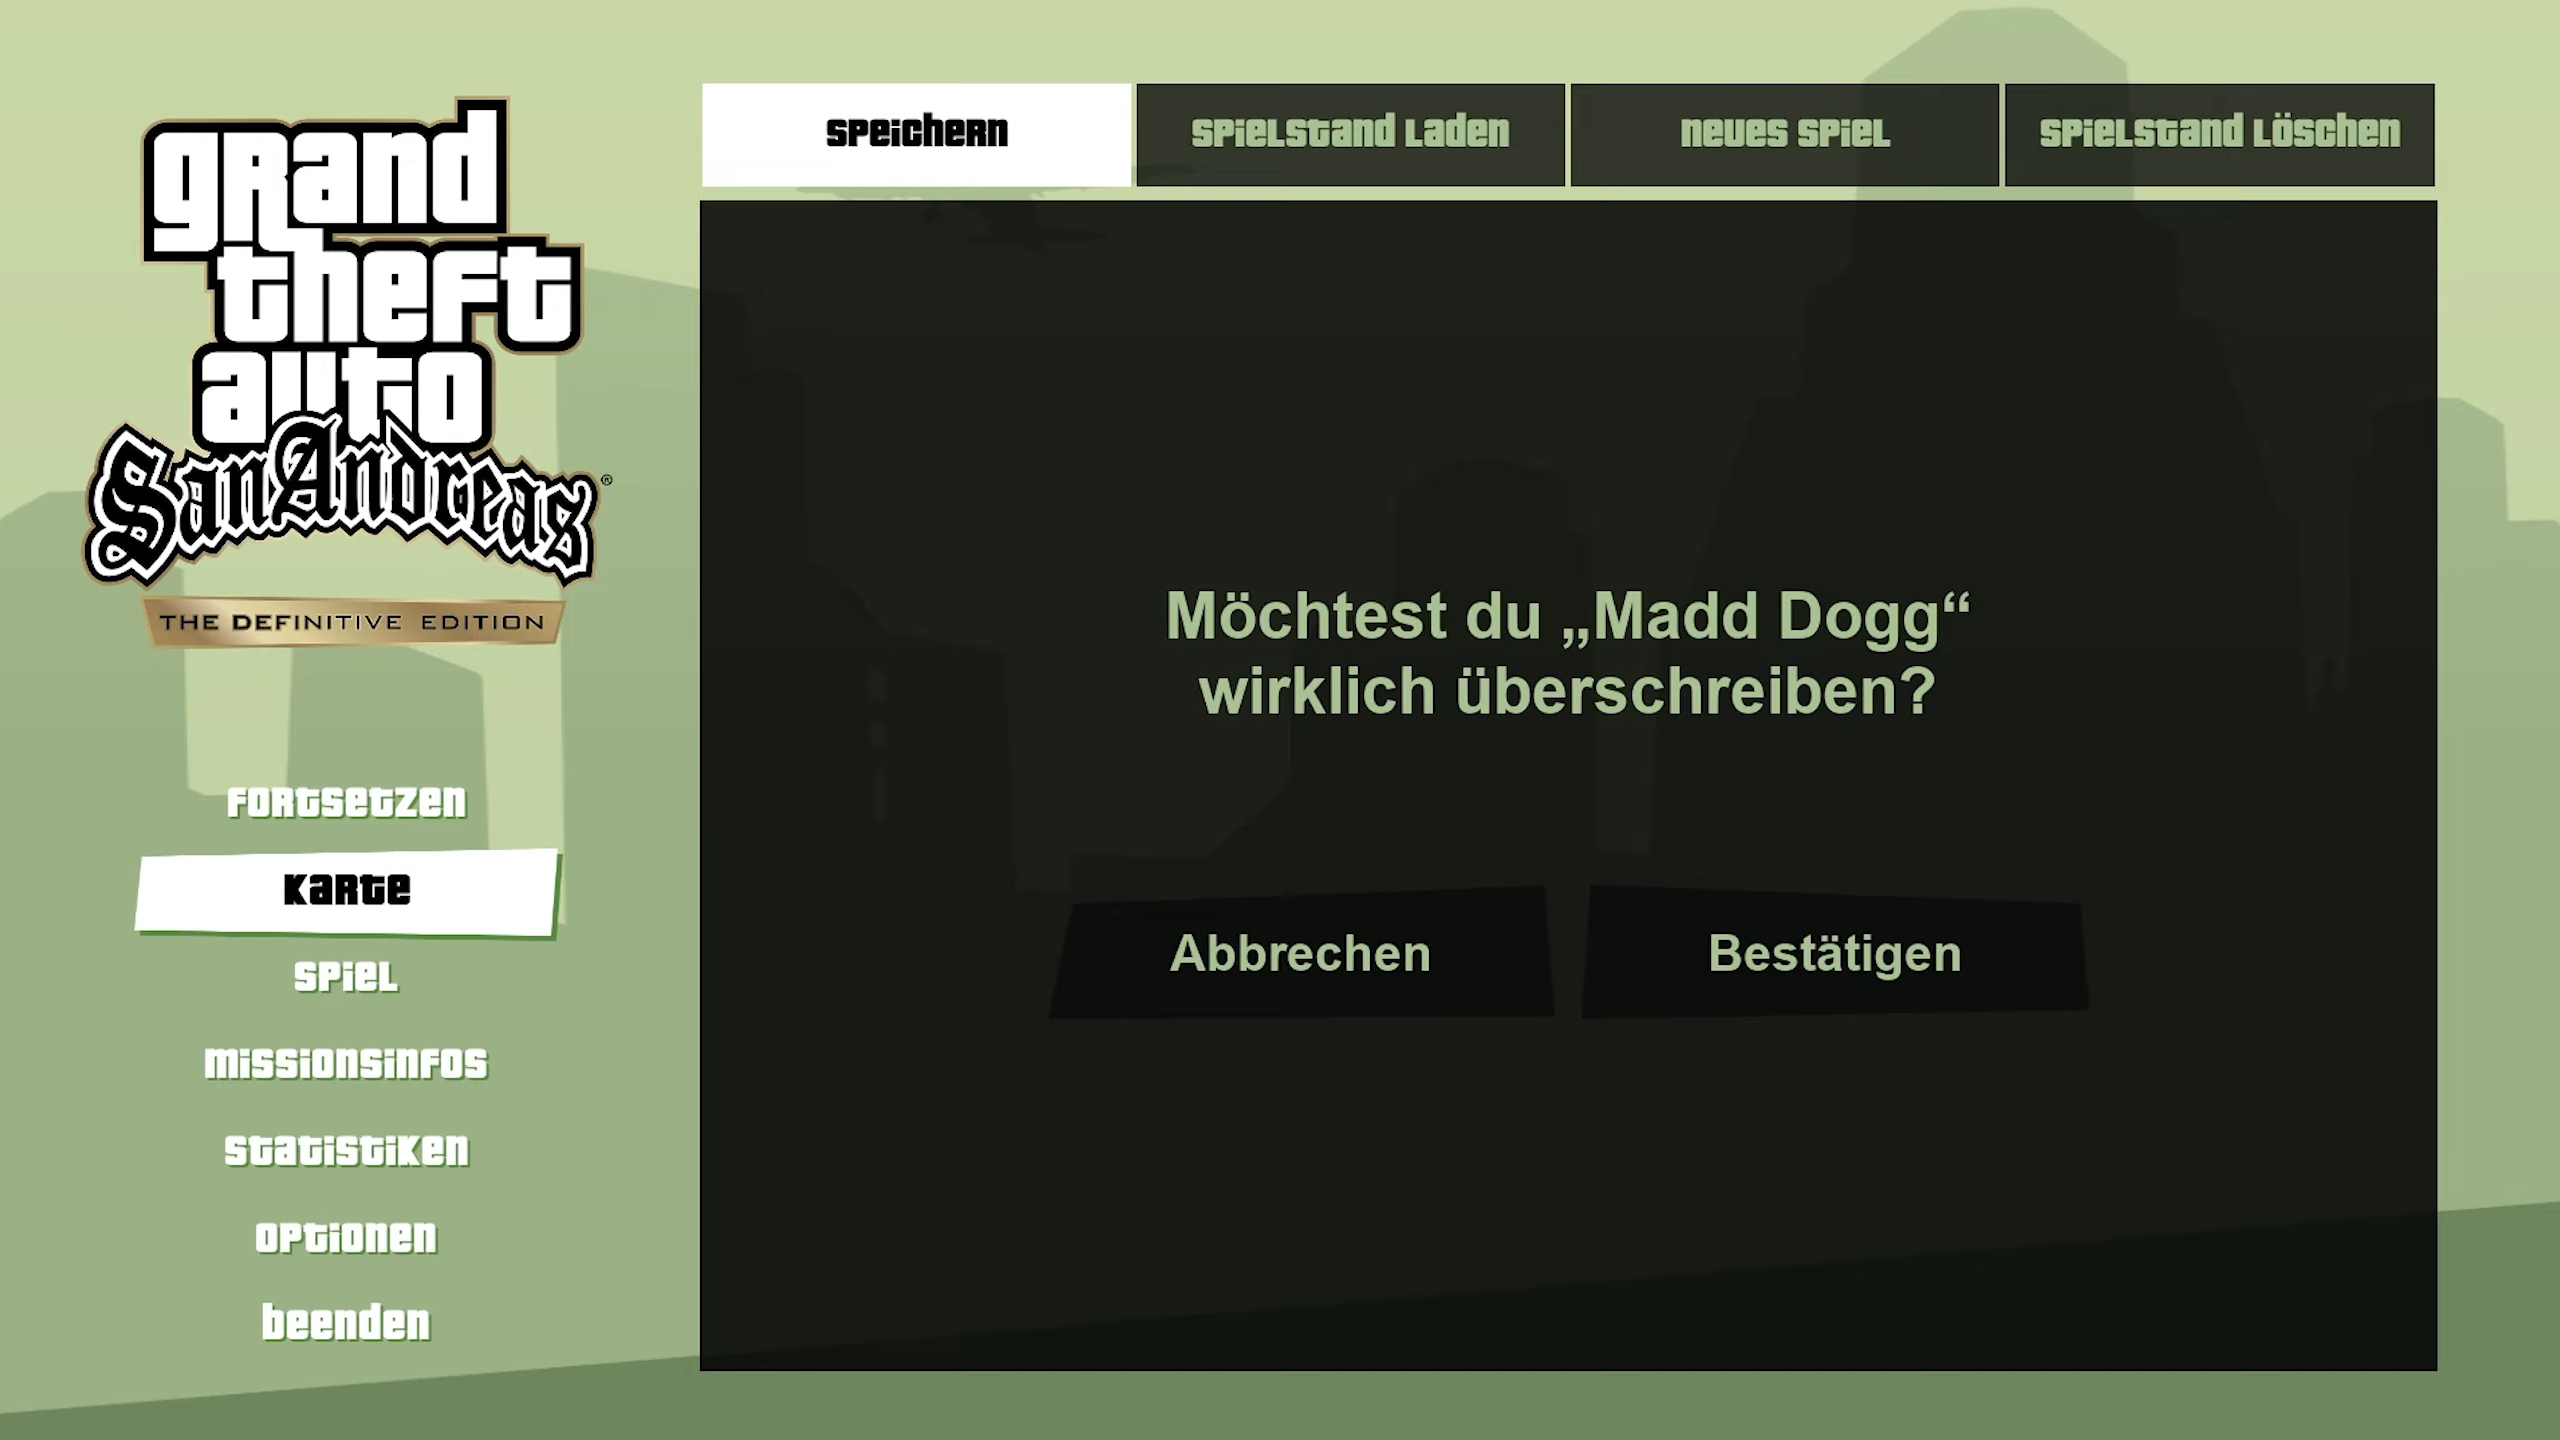 grand
theft
auto
San Andreas®
THE DEFINITIVE EDITION
fortsetzen
Karte
Spiel
missionsinfos
statistiken
optionen
beenden
speichern
spielstand laden
neues spiel
spielstand löschen
Möchtest du „Madd Dogg“
wirklich überschreiben?
Abbrechen
Bestätigen